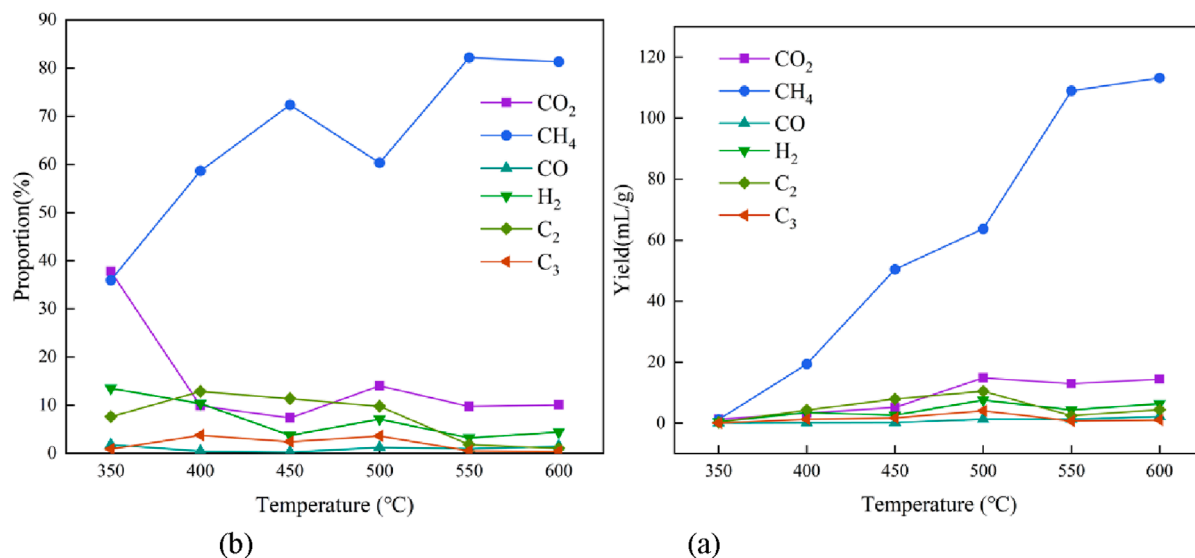 90
80
70
60
50
40
30
20
10
0
Proportion(%)
CO₂
CH₄
CO
H₂
C₂
C₃
350 400 450 500 550 600
Temperature (°C)
(b)
120
100
80
60
40
20
0
Yield(mL/g)
CO₂
CH₄
CO
H₂
C₂
C₃
350 400 450 500 550 600
Temperature (°C)
(a)